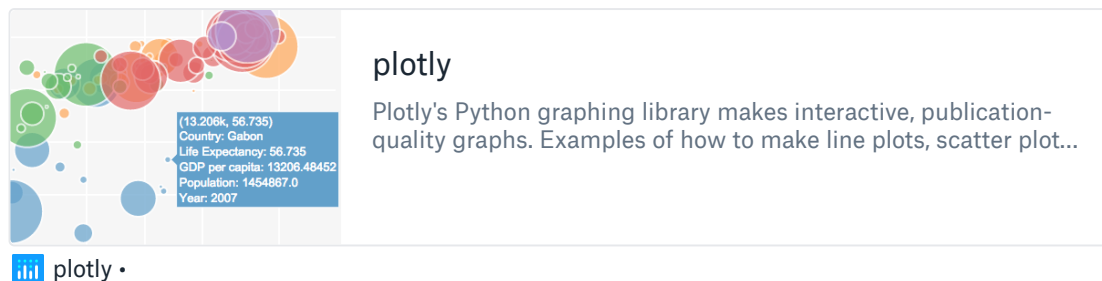 (13.206k, 56.735)
Country: Gabon
Life Expectancy: 56.735
GDP per capita: 13206.48452
Population: 1454867.0
Year: 2007
plotly
Plotly's Python graphing library makes interactive, publication-
quality graphs. Examples of how to make line plots, scatter plot...
plotly •